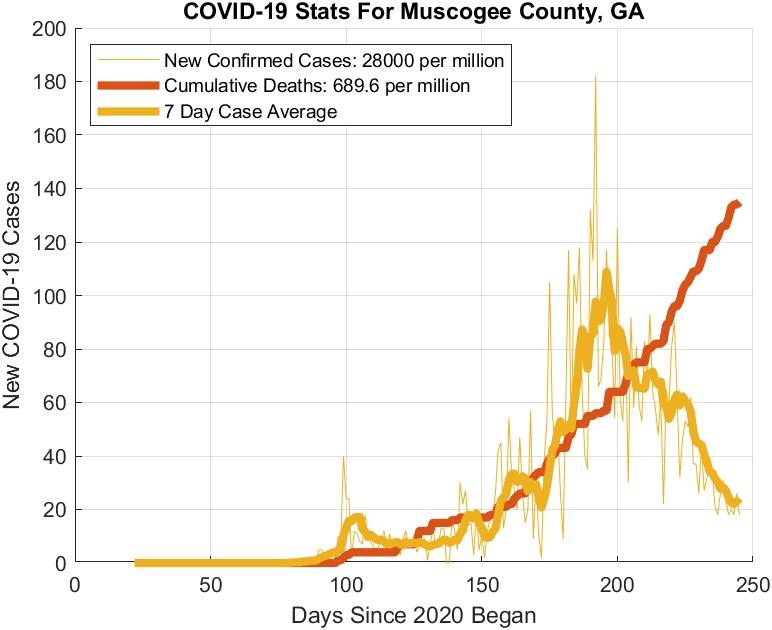 COVID-19 Stats For Muscogee County, GA
New Confirmed Cases: 28000 per million
Cumulative Deaths: 689.6 per million
7 Day Case Average
New COVID-19 Cases
200
180
160
140
120
100
80
60
40
20
0
0 50 100 150 200 250
Days Since 2020 Began